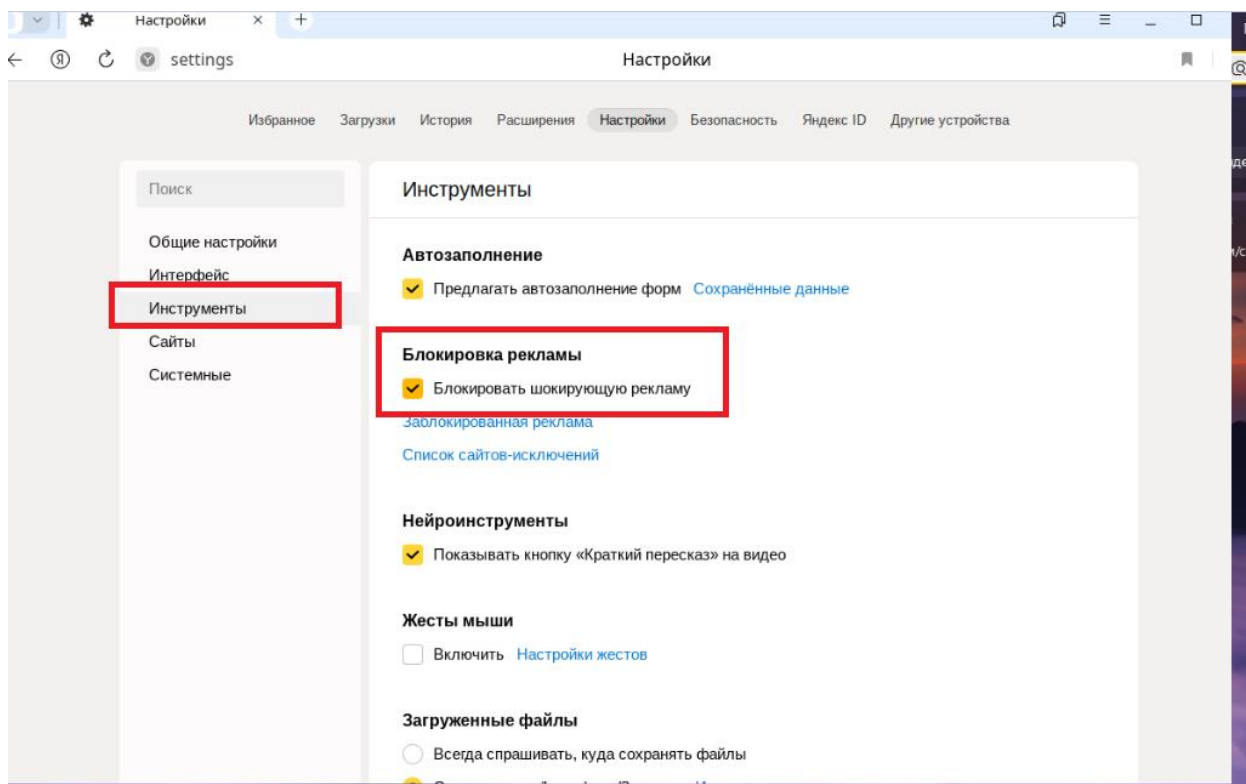 Настройки
settings
Настройки
Избранное Загрузки История Расширения Настройки Безопасность Яндекс ID Другие устройства
Поиск
Общие настройки
Интерфейс
Инструменты
Сайты
Системные
Инструменты
Автозаполнение
Предлагать автозаполнение форм Сохранённые данные
Блокировка рекламы
Блокировать шокирующую рекламу
Заблокированная реклама
Список сайтов-исключений
Нейроинструменты
Показывать кнопку «Краткий пересказ» на видео
Жесты мыши
Включить Настройки жестов
Загруженные файлы
Всегда спрашивать, куда сохранять файлы